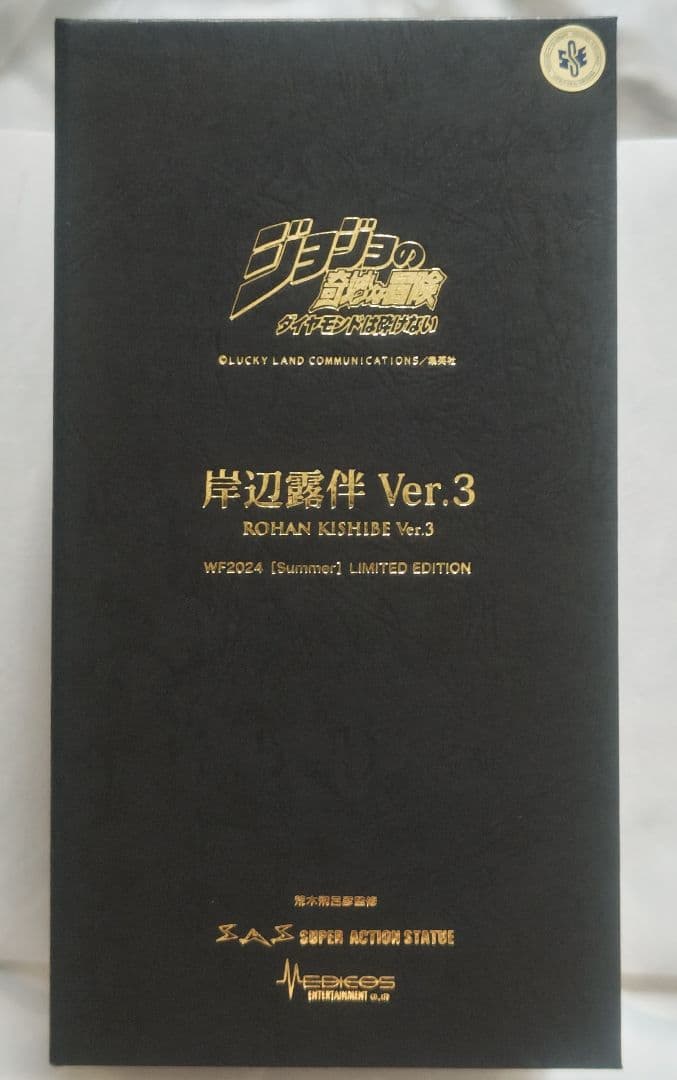 ジョジョの
奇妙な冒険
ダイヤモンドは砕けない
©LUCKY LAND COMMUNICATIONS/集英社
岸辺露伴 Ver.3
ROHAN KISHIBE Ver.3
WF2024 [Summer] LIMITED EDITION
荒木飛呂彦監修
SAS SUPER ACTION STATUE
MEDICOS
ENTERTAINMENT CO.,LTD